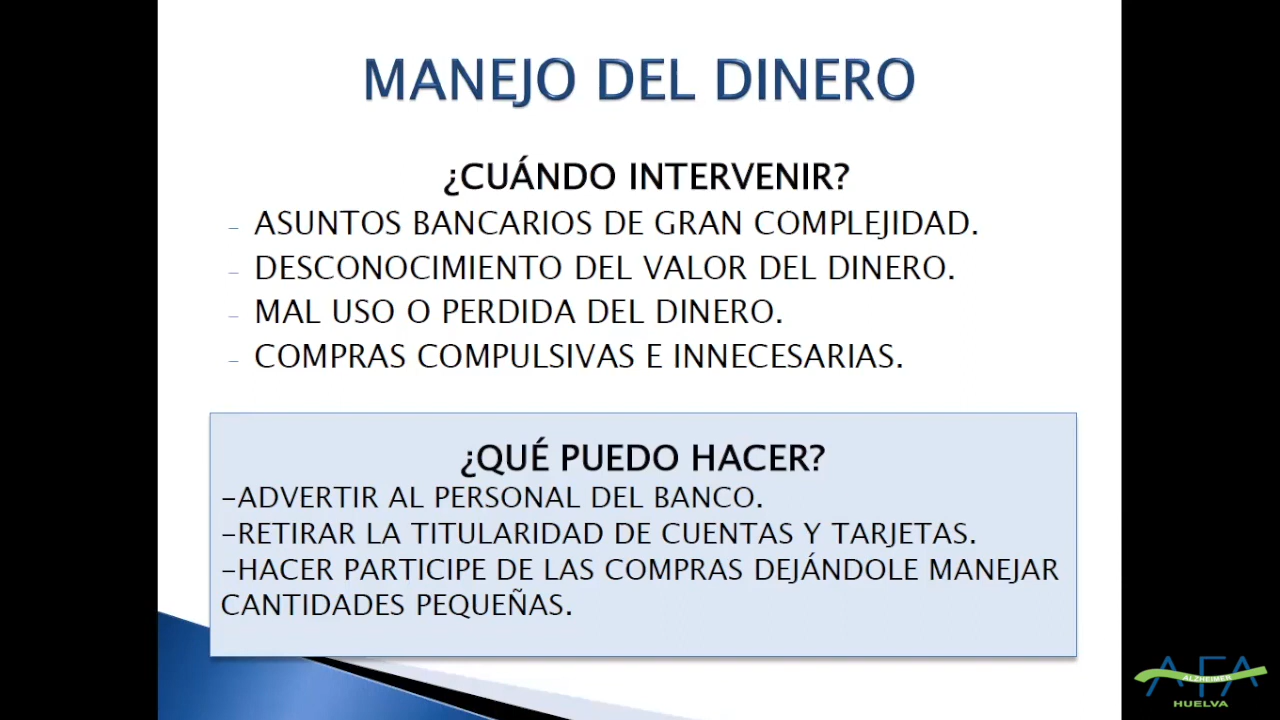 MANEJO DEL DINERO
¿CUÁNDO INTERVENIR?
- ASUNTOS BANCARIOS DE GRAN COMPLEJIDAD.
- DESCONOCIMIENTO DEL VALOR DEL DINERO.
- MAL USO O PERDIDA DEL DINERO.
- COMPRAS COMPULSIVAS E INNECESARIAS.
¿QUÉ PUEDO HACER?
-ADVERTIR AL PERSONAL DEL BANCO.
-RETIRAR LA TITULARIDAD DE CUENTAS Y TARJETAS.
-HACER PARTICIPE DE LAS COMPRAS DEJÁNDOLE MANEJAR
CANTIDADES PEQUEÑAS.
AFA
ALZHEIMER
HUELVA